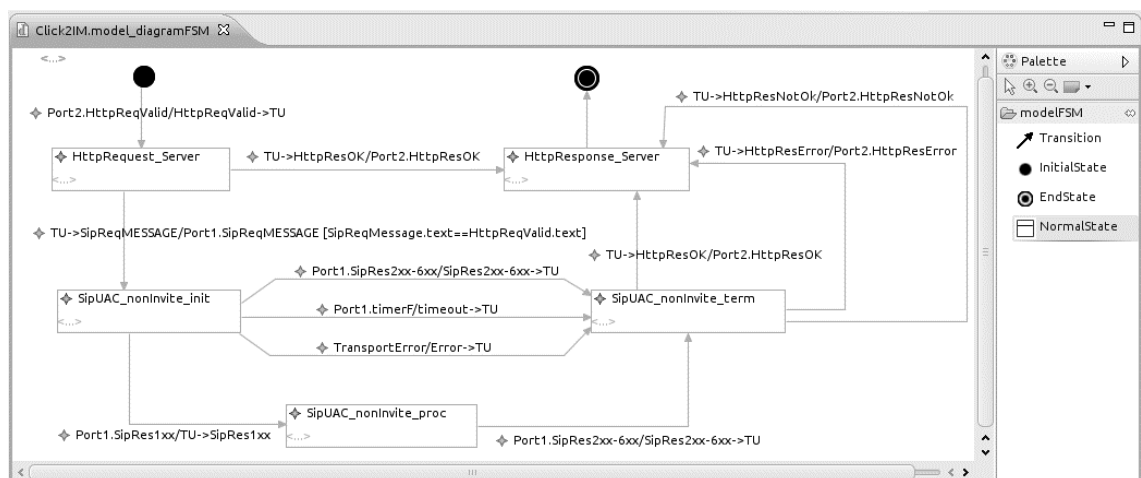 Click2IM.model_diagramFSM
<...>
Palette
Port2.HttpReqValid/HttpReqValid->TU
TU->HttpResNotOk/Port2.HttpResNotOk
modelFSM
Transition
HttpRequest_Server
<...>
TU->HttpResOK/Port2.HttpResOK
HttpResponse_Server
<...>
TU->HttpResError/Port2.HttpResError
InitialState
EndState
NormalState
TU->SipReqMESSAGE/Port1.SipReqMESSAGE [SipReqMessage.text==HttpReqValid.text]
TU->HttpResOK/Port2.HttpResOK
Port1.SipRes2xx-6xx/SipRes2xx-6xx->TU
SipUAC_nonInvite_init
<...>
Port1.timerF/timeout->TU
SipUAC_nonInvite_term
<...>
TransportError/Error->TU
SipUAC_nonInvite_proc
<...>
Port1.SipRes1xx/TU->SipRes1xx
Port1.SipRes2xx-6xx/SipRes2xx-6xx->TU